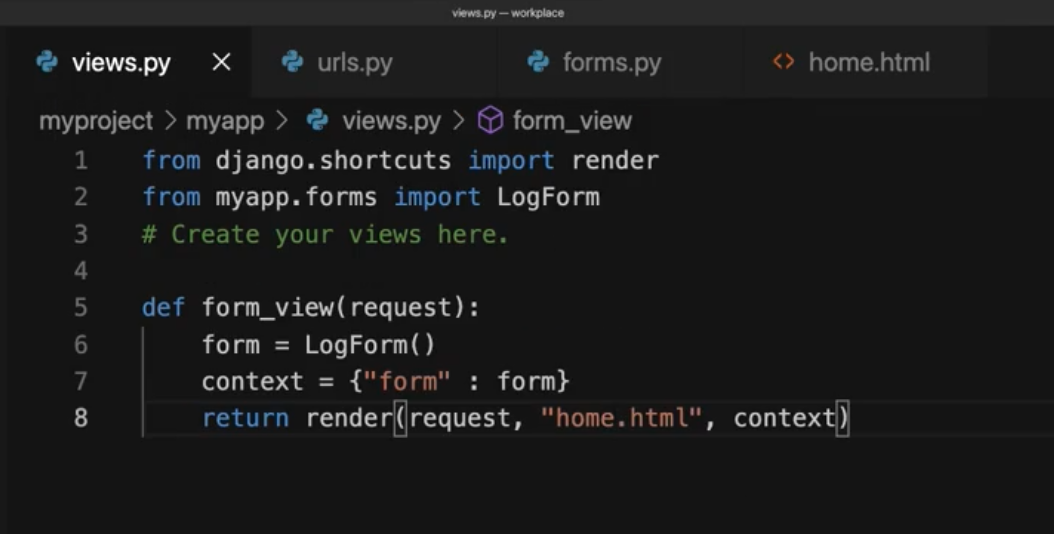 views.py — workplace
views.py urls.py forms.py home.html
myproject > myapp > views.py > form_view
1 from django.shortcuts import render
2 from myapp.forms import LogForm
3 # Create your views here.
4
5 def form_view(request):
6     form = LogForm()
7     context = {"form" : form}
8     return render(request, "home.html", context)